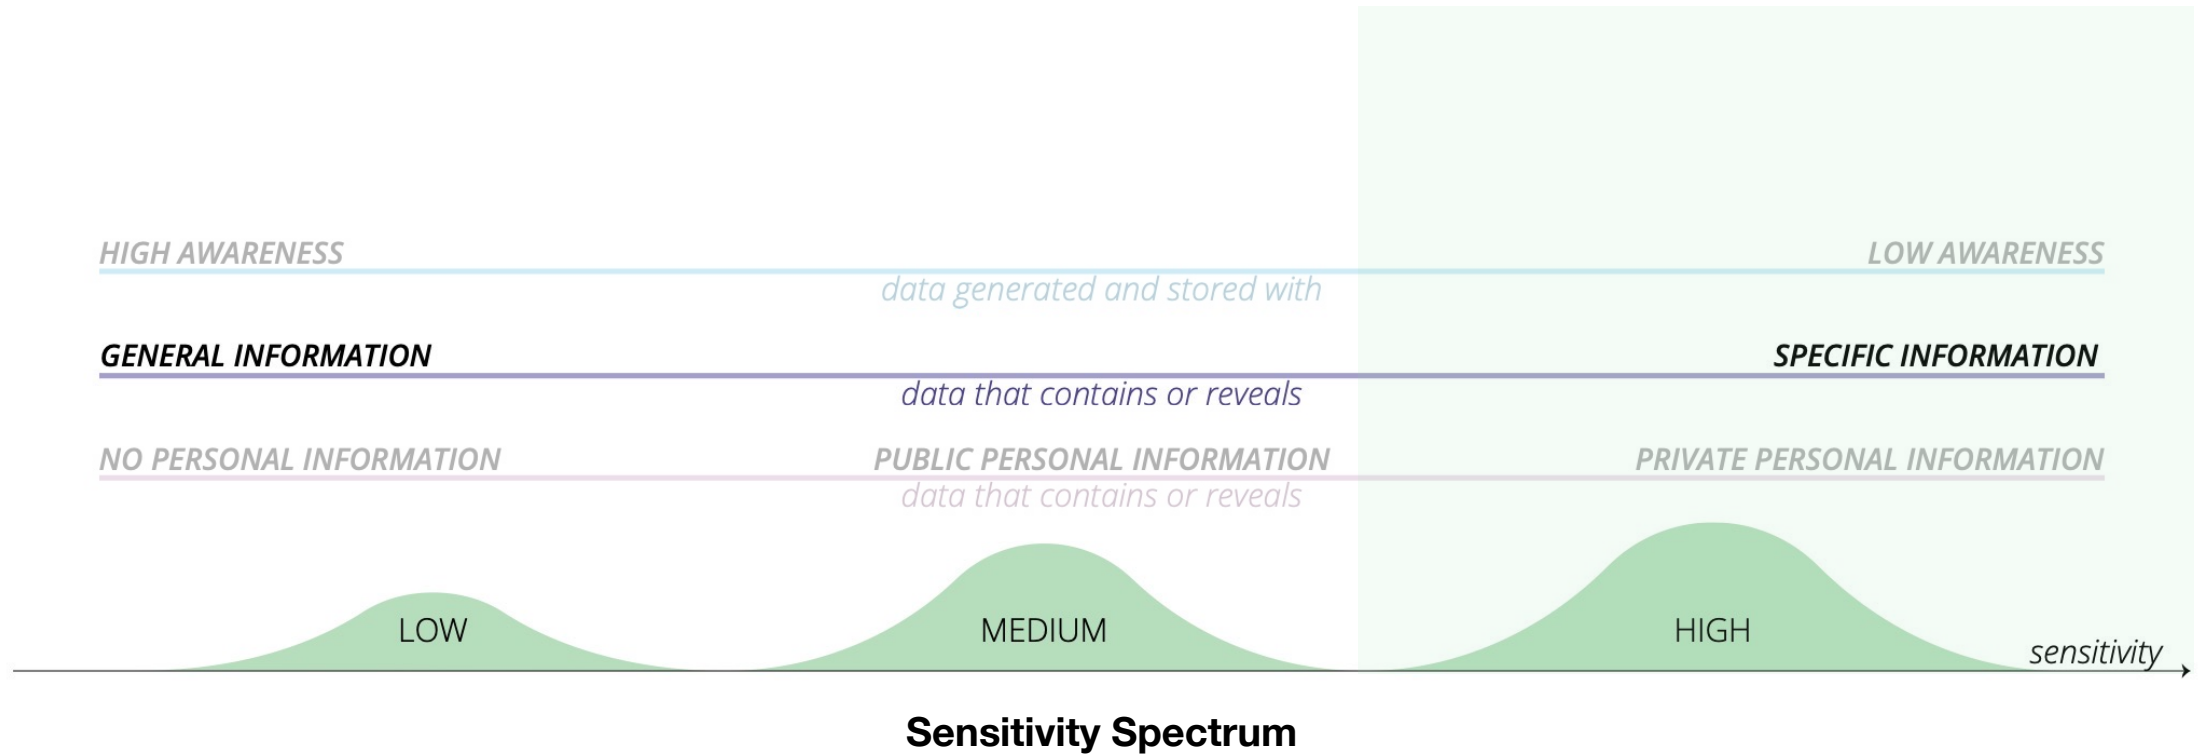 HIGH AWARENESS LOW AWARENESS
data generated and stored with
GENERAL INFORMATION SPECIFIC INFORMATION
data that contains or reveals
NO PERSONAL INFORMATION PUBLIC PERSONAL INFORMATION PRIVATE PERSONAL INFORMATION
data that contains or reveals
LOW MEDIUM HIGH
sensitivity
Sensitivity Spectrum